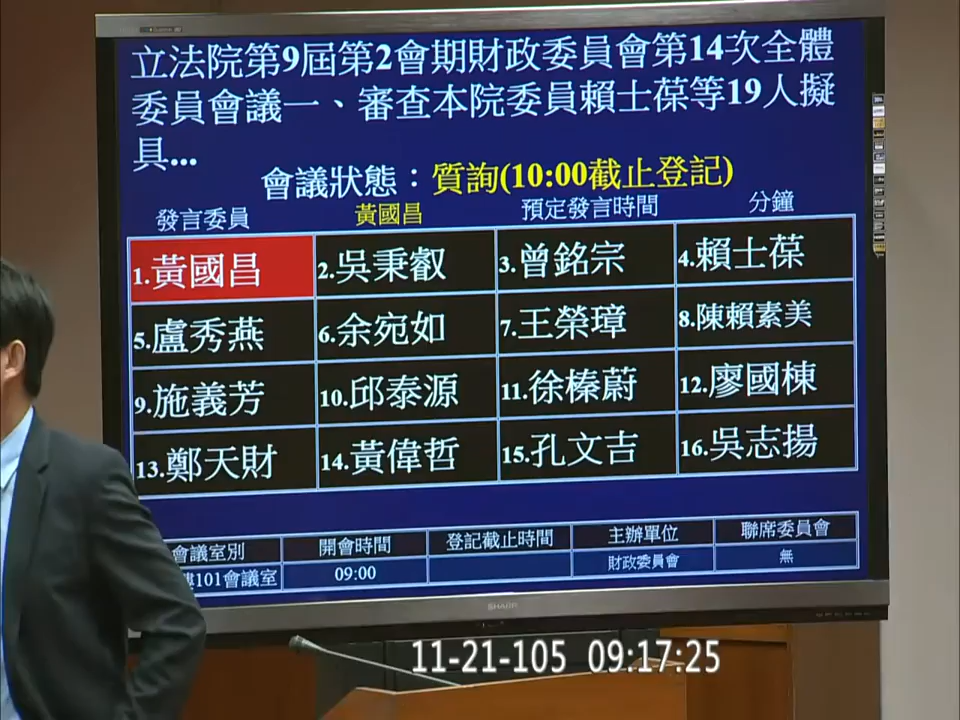 立法院第9屆第2會期財政委員會第14次全體
委員會議一、審查本院委員賴士葆等19人擬
具...
會議狀態：質詢(10:00截止登記)
發言委員 黃國昌 預定發言時間 分鐘
1.黃國昌 2.吳秉叡 3.曾銘宗 4.賴士葆
5.盧秀燕 6.余宛如 7.王榮璋 8.陳賴素美
9.施義芳 10.邱泰源 11.徐榛蔚 12.廖國棟
13.鄭天財 14.黃偉哲 15.孔文吉 16.吳志揚
會議室別 開會時間 登記截止時間 主辦單位 聯席委員會
101會議室 09:00 財政委員會 無
SHARP
11-21-105 09:17:25